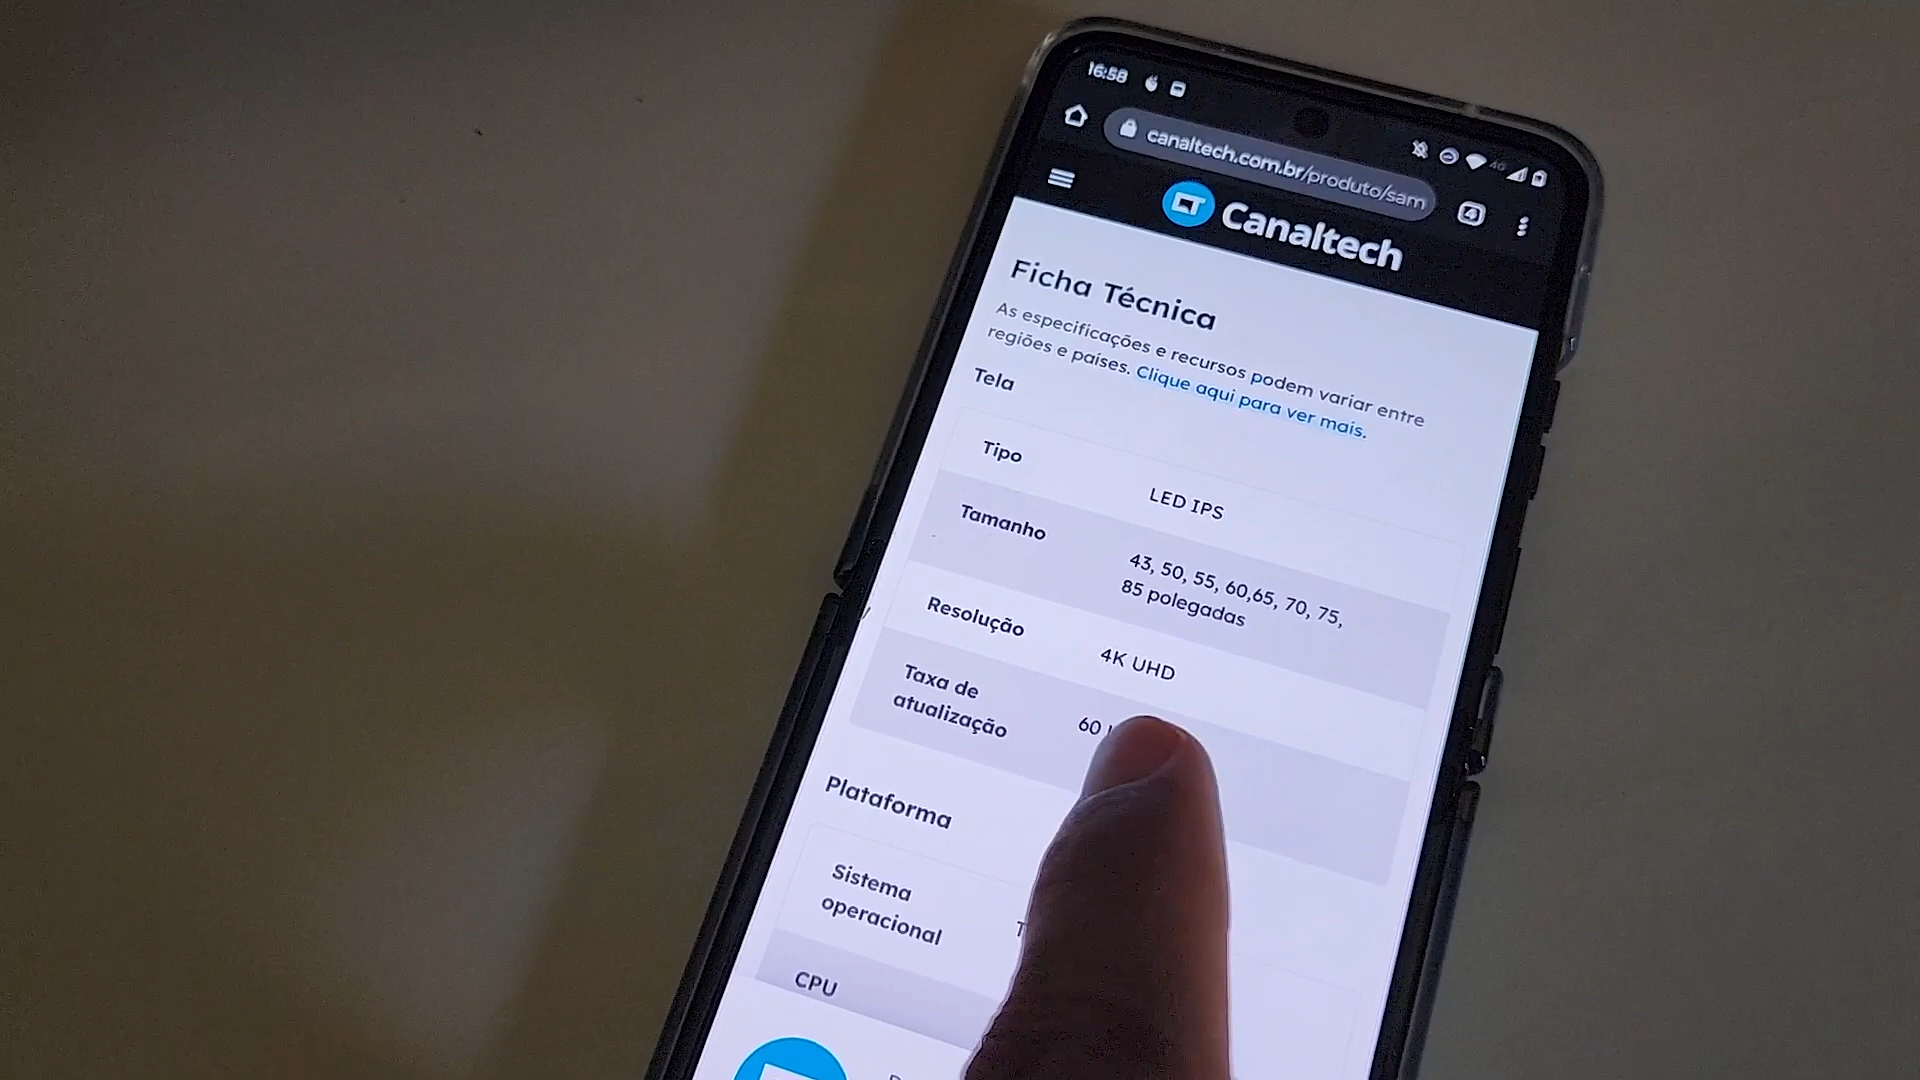 16:58
4G
canaltech.com.br/produto/sam
4
Canaltech
Ficha Técnica
As especificações e recursos podem variar entre
regiões e países. Clique aqui para ver mais.
Tela
Tipo
LED IPS
Tamanho
43, 50, 55, 60,65, 70, 75,
85 polegadas
Resolução
4K UHD
Taxa de
atualização
60
Plataforma
Sistema
operacional
T
CPU